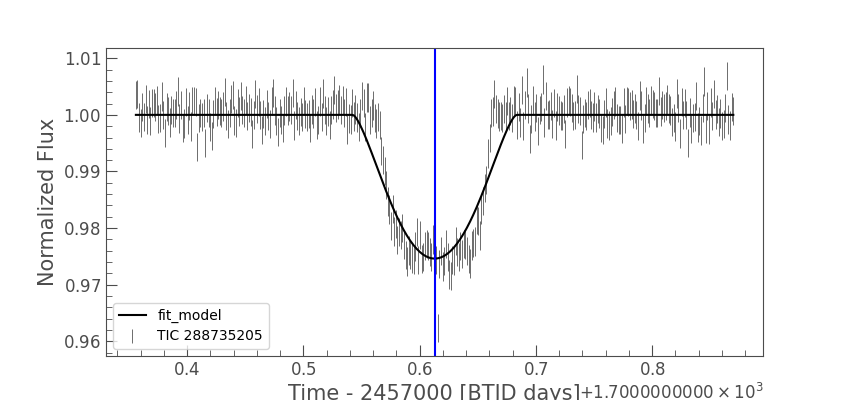 1.01
1.00
0.99
0.98
0.97
0.96
Normalized Flux
fit_model
TIC 288735205
0.4 0.5 0.6 0.7 0.8
Time - 2457000 [BTJD days]
+1.7000000000 × 10³